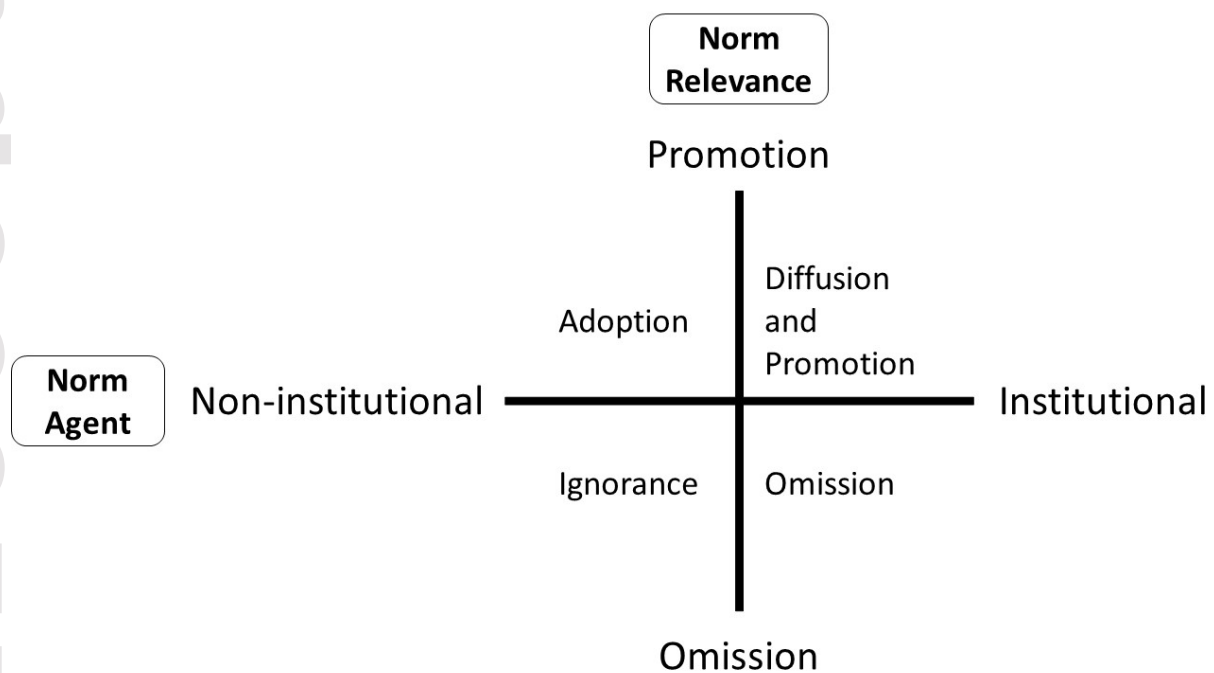 Norm
Relevance
Promotion
Diffusion
Adoption
and
Promotion
Norm
Agent
Non-institutional
Institutional
Ignorance
Omission
Omission